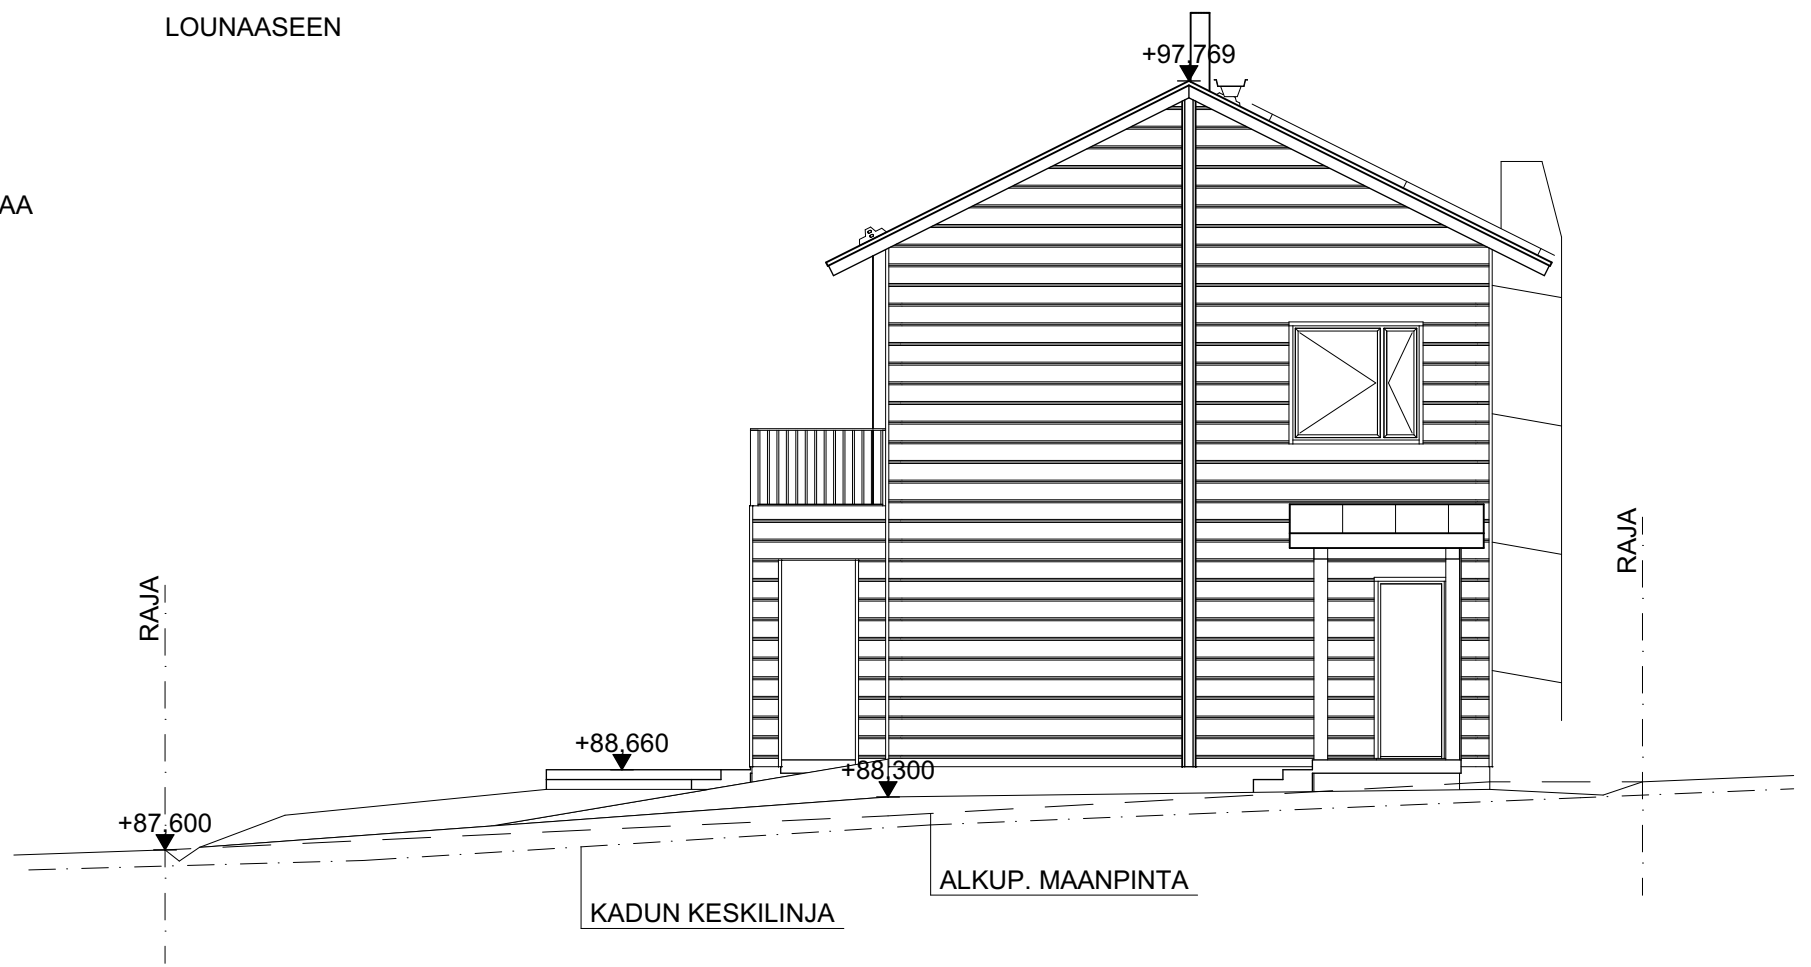 LOUNAASEEN
+97,769
AA
RAJA
RAJA
+88,660
+88,300
+87,600
ALKUP. MAANPINTA
KADUN KESKILINJA